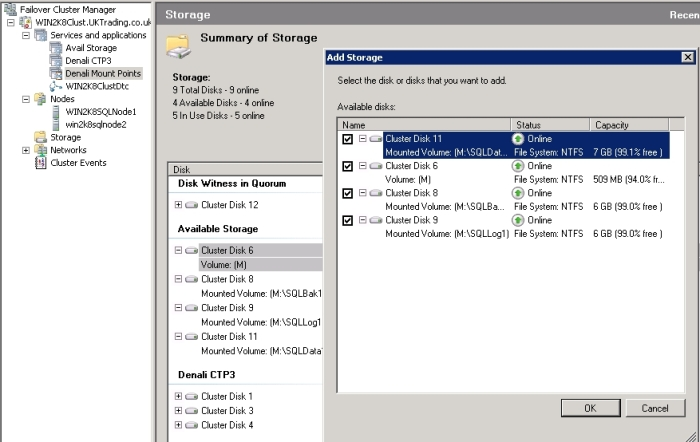 Failover Cluster Manager
WIN2K8Clust.UKTrading.co.uk
Services and applications
Avail Storage
Denali CTP3
Denali Mount Points
WIN2K8ClustDtc
Nodes
WIN2K8SQLNode1
win2k8sqlnode2
Storage
Networks
Cluster Events
Storage
Recen
Summary of Storage
Storage:
9 Total Disks - 9 online
4 Available Disks - 4 online
5 In Use Disks - 5 online
Disk
Disk Witness in Quorum
Cluster Disk 12
Available Storage
Cluster Disk 6
Volume: (M)
Cluster Disk 8
Mounted Volume: (M:\SQLBak1
Cluster Disk 9
Mounted Volume: (M:\SQLLog1
Cluster Disk 11
Mounted Volume: (M:\SQLData
Denali CTP3
Cluster Disk 1
Cluster Disk 3
Cluster Disk 4
Add Storage
Select the disk or disks that you want to add.
Available disks:
Name Status Capacity
Cluster Disk 11 Online
Mounted Volume: (M:\SQLDat... File System: NTFS 7 GB (99.1% free )
Cluster Disk 6 Online
Volume: (M) File System: NTFS 509 MB (94.0% fr...
Cluster Disk 8 Online
Mounted Volume: (M:\SQLBa... File System: NTFS 6 GB (99.0% free )
Cluster Disk 9 Online
Mounted Volume: (M:\SQLLog1) File System: NTFS 6 GB (99.0% free )
OK Cancel